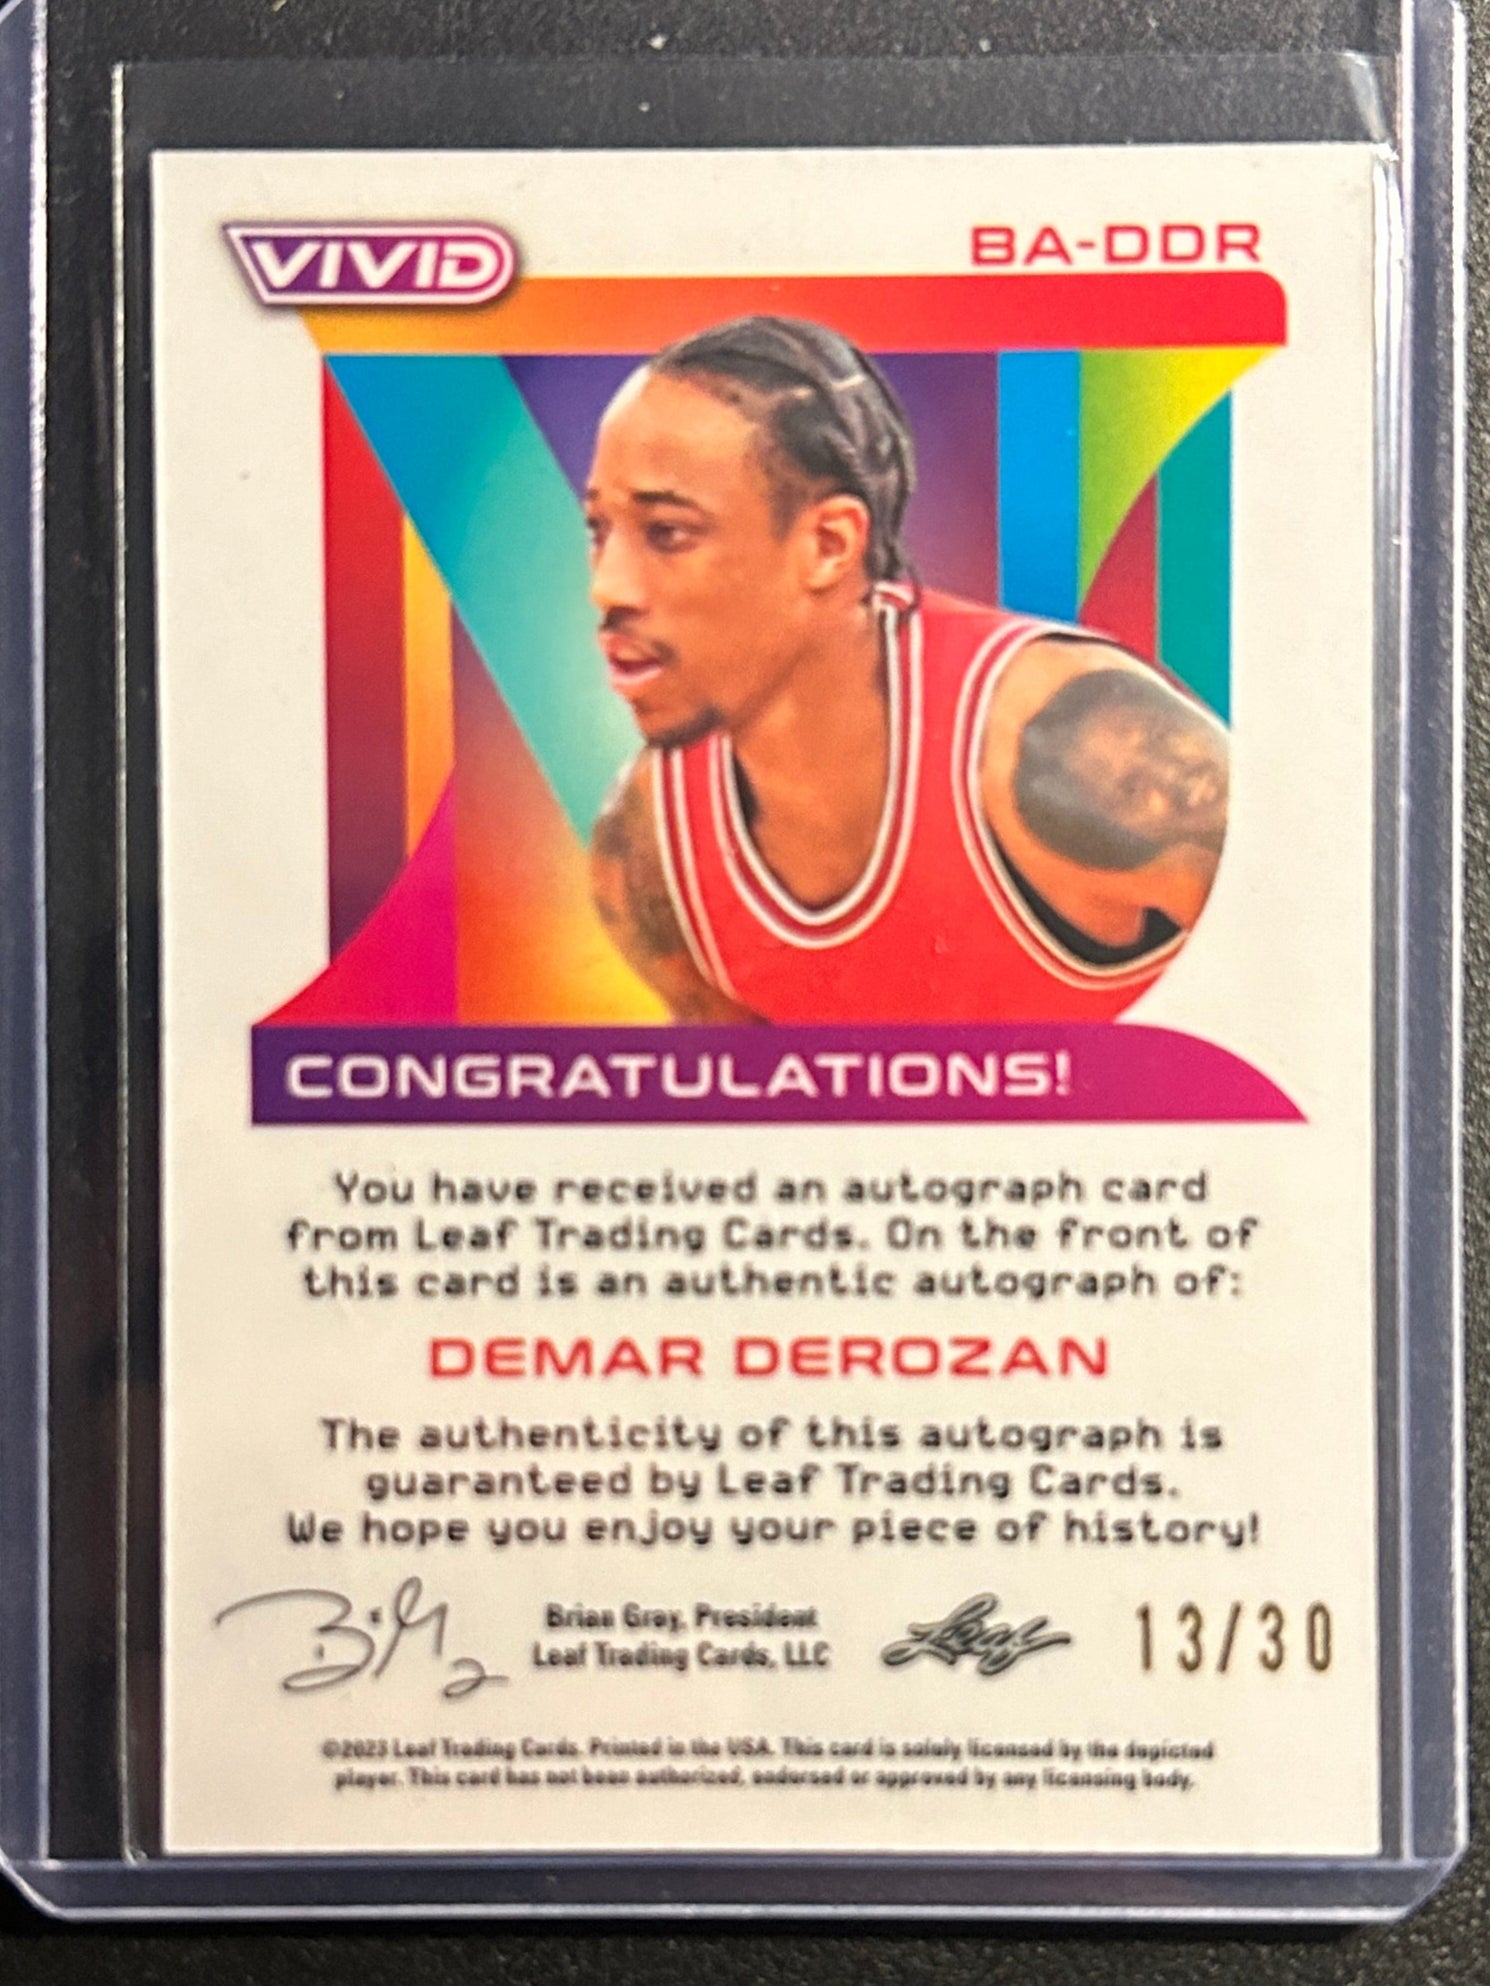 VIVID
BA-DDR
CONGRATULATIONS!
You have received an autograph card
from Leaf Trading Cards. On the front of
this card is an authentic autograph of:
DEMAR DEROZAN
The authenticity of this autograph is
guaranteed by Leaf Trading Cards.
We hope you enjoy your piece of history!
Brian Gray, President
Leaf Trading Cards, LLC
Leaf
13/30
©2023 Leaf Trading Cards. Printed in the USA. This card is solely licensed by the depicted
player. This card has not been authorized, endorsed or approved by any licensing body.